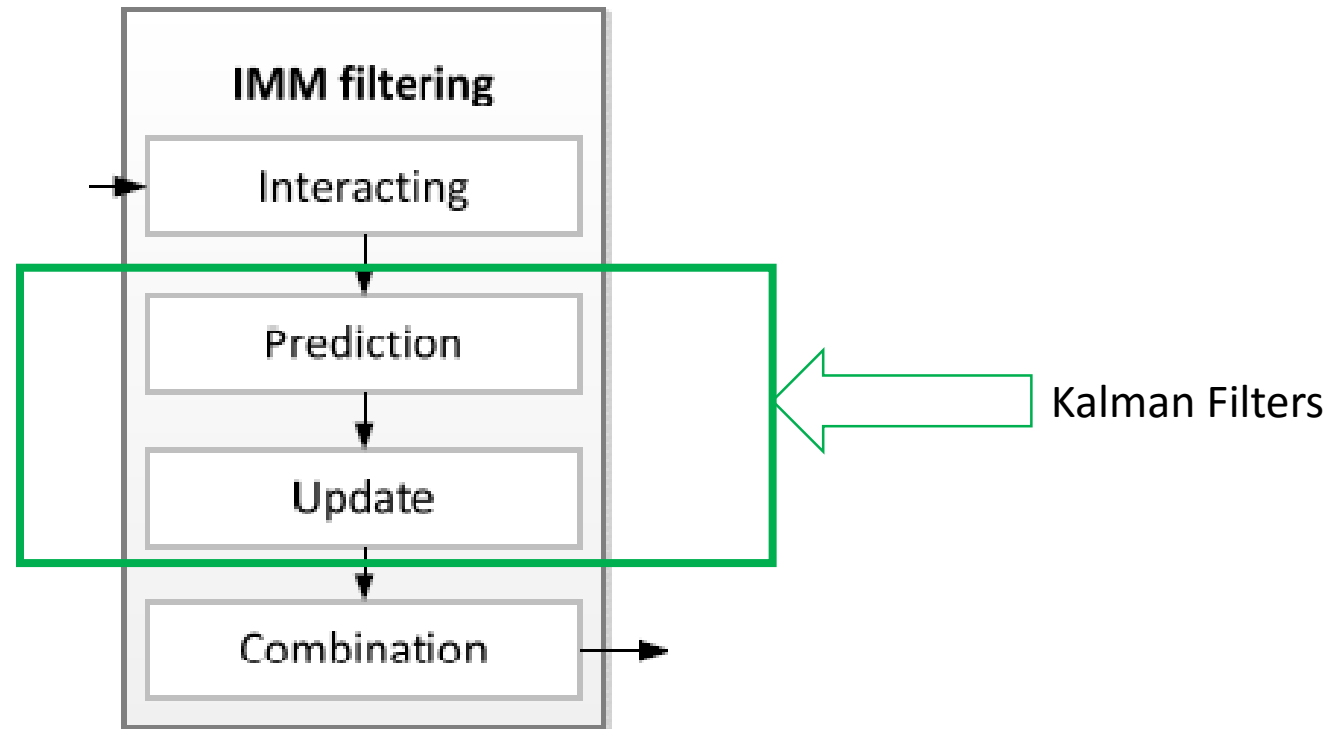 IMM filtering
Interacting
Prediction
Kalman Filters
Update
Combination